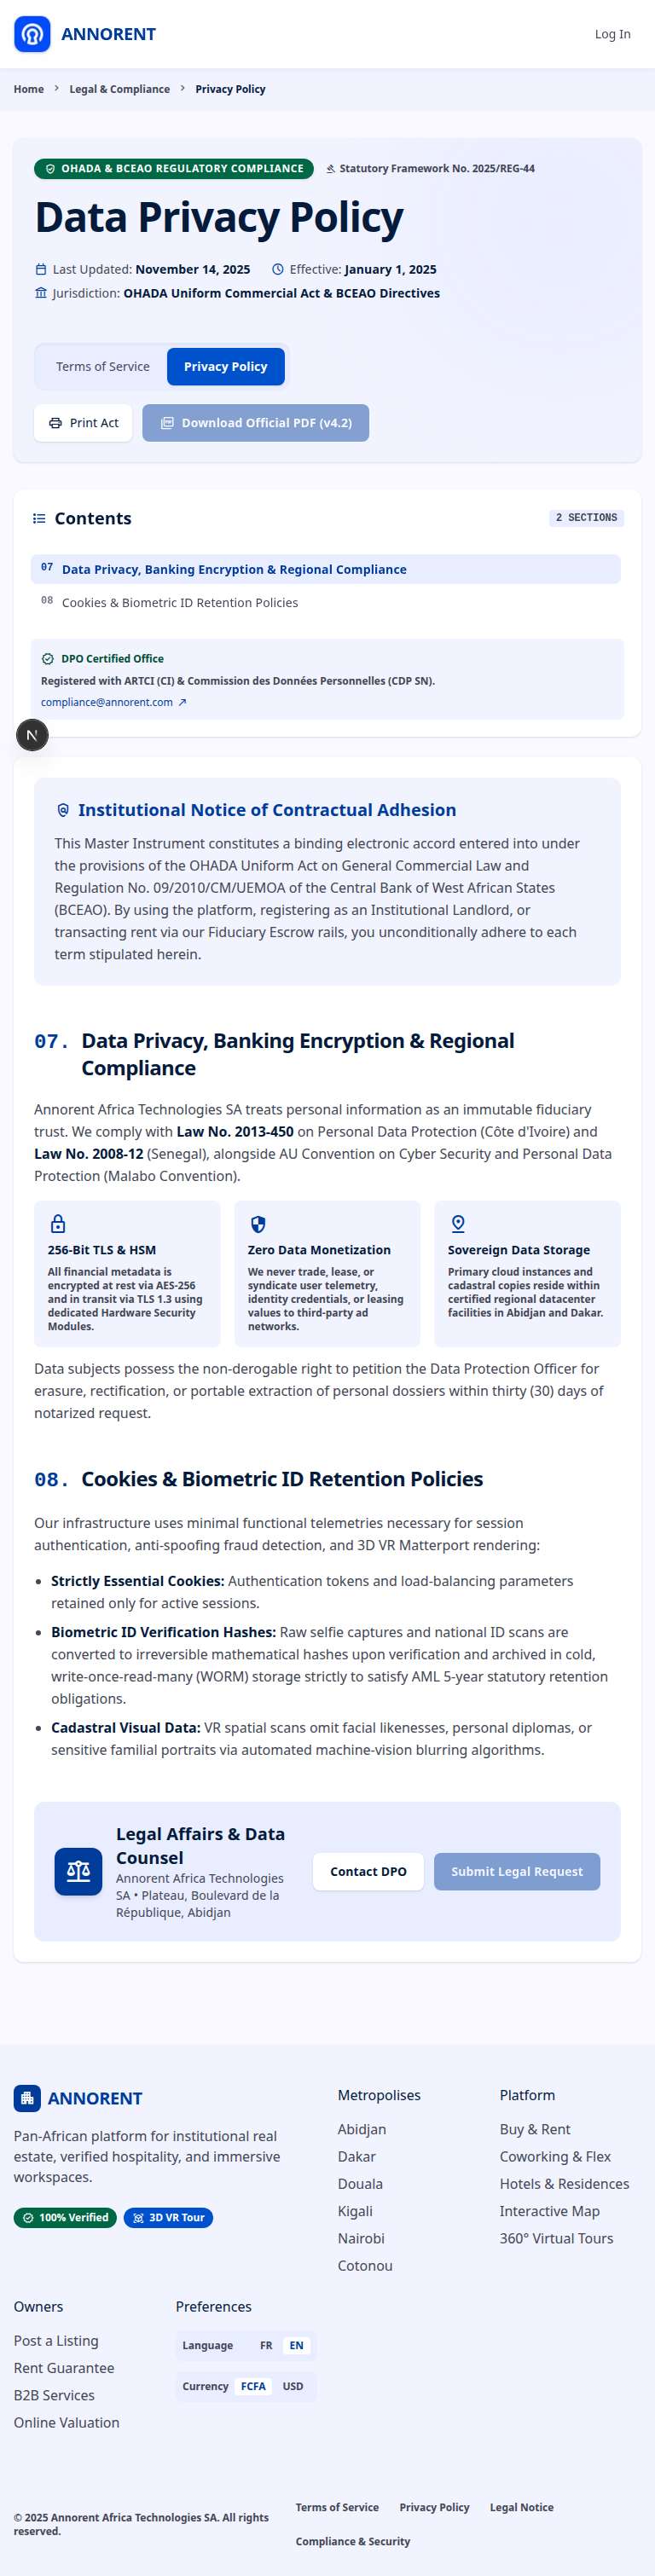 ANNORENT
Log In
Home > Legal & Compliance > Privacy Policy
OHADA & BCEAO REGULATORY COMPLIANCE
Statutory Framework No. 2025/REG-44
Data Privacy Policy
Last Updated: November 14, 2025
Effective: January 1, 2025
Jurisdiction: OHADA Uniform Commercial Act & BCEAO Directives
Terms of Service
Privacy Policy
Print Act
Download Official PDF (v4.2)
Contents
2 SECTIONS
07 Data Privacy, Banking Encryption & Regional Compliance
08 Cookies & Biometric ID Retention Policies
DPO Certified Office
Registered with ARTCI (CI) & Commission des Données Personnelles (CDP SN).
compliance@annorent.com
N
Institutional Notice of Contractual Adhesion
This Master Instrument constitutes a binding electronic accord entered into under
the provisions of the OHADA Uniform Act on General Commercial Law and
Regulation No. 09/2010/CM/UEMOA of the Central Bank of West African States
(BCEAO). By using the platform, registering as an Institutional Landlord, or
transacting rent via our Fiduciary Escrow rails, you unconditionally adhere to each
term stipulated herein.
07. Data Privacy, Banking Encryption & Regional
Compliance
Annorent Africa Technologies SA treats personal information as an immutable fiduciary
trust. We comply with Law No. 2013-450 on Personal Data Protection (Côte d'Ivoire) and
Law No. 2008-12 (Senegal), alongside AU Convention on Cyber Security and Personal Data
Protection (Malabo Convention).
256-Bit TLS & HSM
All financial metadata is
encrypted at rest via AES-256
and in transit via TLS 1.3 using
dedicated Hardware Security
Modules.
Zero Data Monetization
We never trade, lease, or
syndicate user telemetry,
identity credentials, or leasing
values to third-party ad
networks.
Sovereign Data Storage
Primary cloud instances and
cadastral copies reside within
certified regional datacenter
facilities in Abidjan and Dakar.
Data subjects possess the non-derogable right to petition the Data Protection Officer for
erasure, rectification, or portable extraction of personal dossiers within thirty (30) days of
notarized request.
08. Cookies & Biometric ID Retention Policies
Our infrastructure uses minimal functional telemetries necessary for session
authentication, anti-spoofing fraud detection, and 3D VR Matterport rendering:
• Strictly Essential Cookies: Authentication tokens and load-balancing parameters
retained only for active sessions.
• Biometric ID Verification Hashes: Raw selfie captures and national ID scans are
converted to irreversible mathematical hashes upon verification and archived in cold,
write-once-read-many (WORM) storage strictly to satisfy AML 5-year statutory retention
obligations.
• Cadastral Visual Data: VR spatial scans omit facial likenesses, personal diplomas, or
sensitive familial portraits via automated machine-vision blurring algorithms.
Legal Affairs & Data
Counsel
Annorent Africa Technologies
SA • Plateau, Boulevard de la
République, Abidjan
Contact DPO
Submit Legal Request
ANNORENT
Pan-African platform for institutional real
estate, verified hospitality, and immersive
workspaces.
100% Verified
3D VR Tour
Metropolises
Abidjan
Dakar
Douala
Kigali
Nairobi
Cotonou
Platform
Buy & Rent
Coworking & Flex
Hotels & Residences
Interactive Map
360° Virtual Tours
Owners
Post a Listing
Rent Guarantee
B2B Services
Online Valuation
Preferences
Language FR EN
Currency FCFA USD
© 2025 Annorent Africa Technologies SA. All rights
reserved.
Terms of Service
Privacy Policy
Legal Notice
Compliance & Security